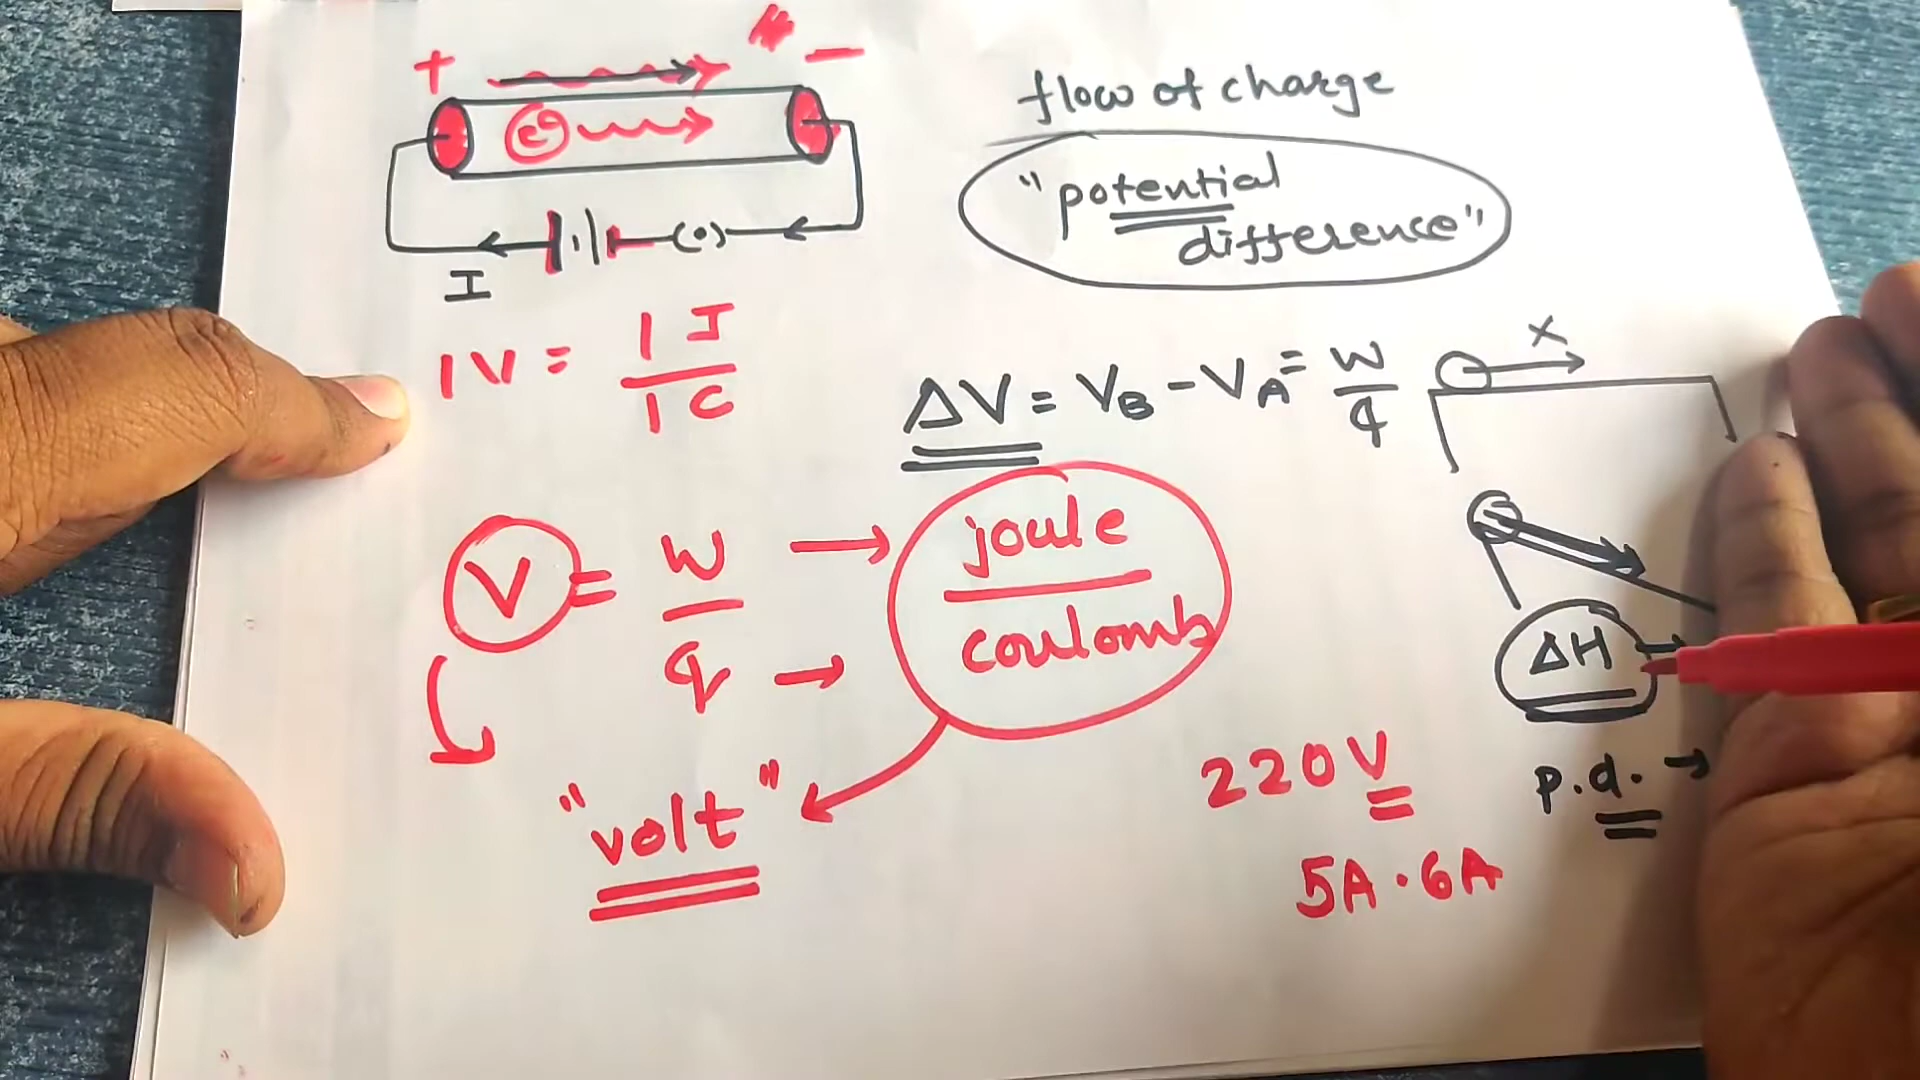 + −
e
I
flow of charge
"potential
difference"
1V = 1J
1C
ΔV = VB - VA = W
q
X
V = W → joule
q → coulomb
"volt"
ΔH →
p.d. →
220V
5A . 6A